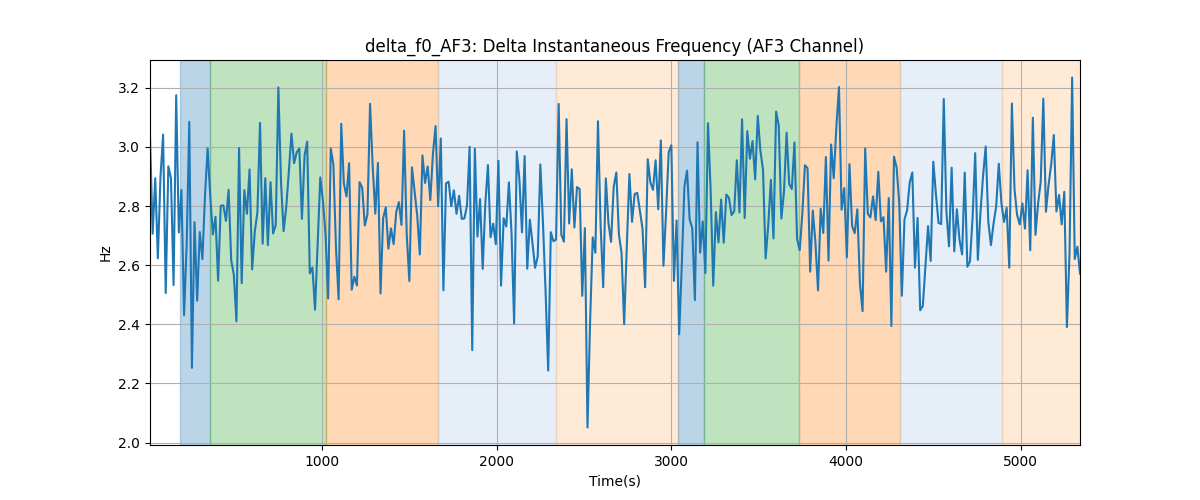 delta_f0_AF3: Delta Instantaneous Frequency (AF3 Channel)
3.2
3.0
2.8
2.6
2.4
2.2
2.0
Hz
1000 2000 3000 4000 5000
Time(s)